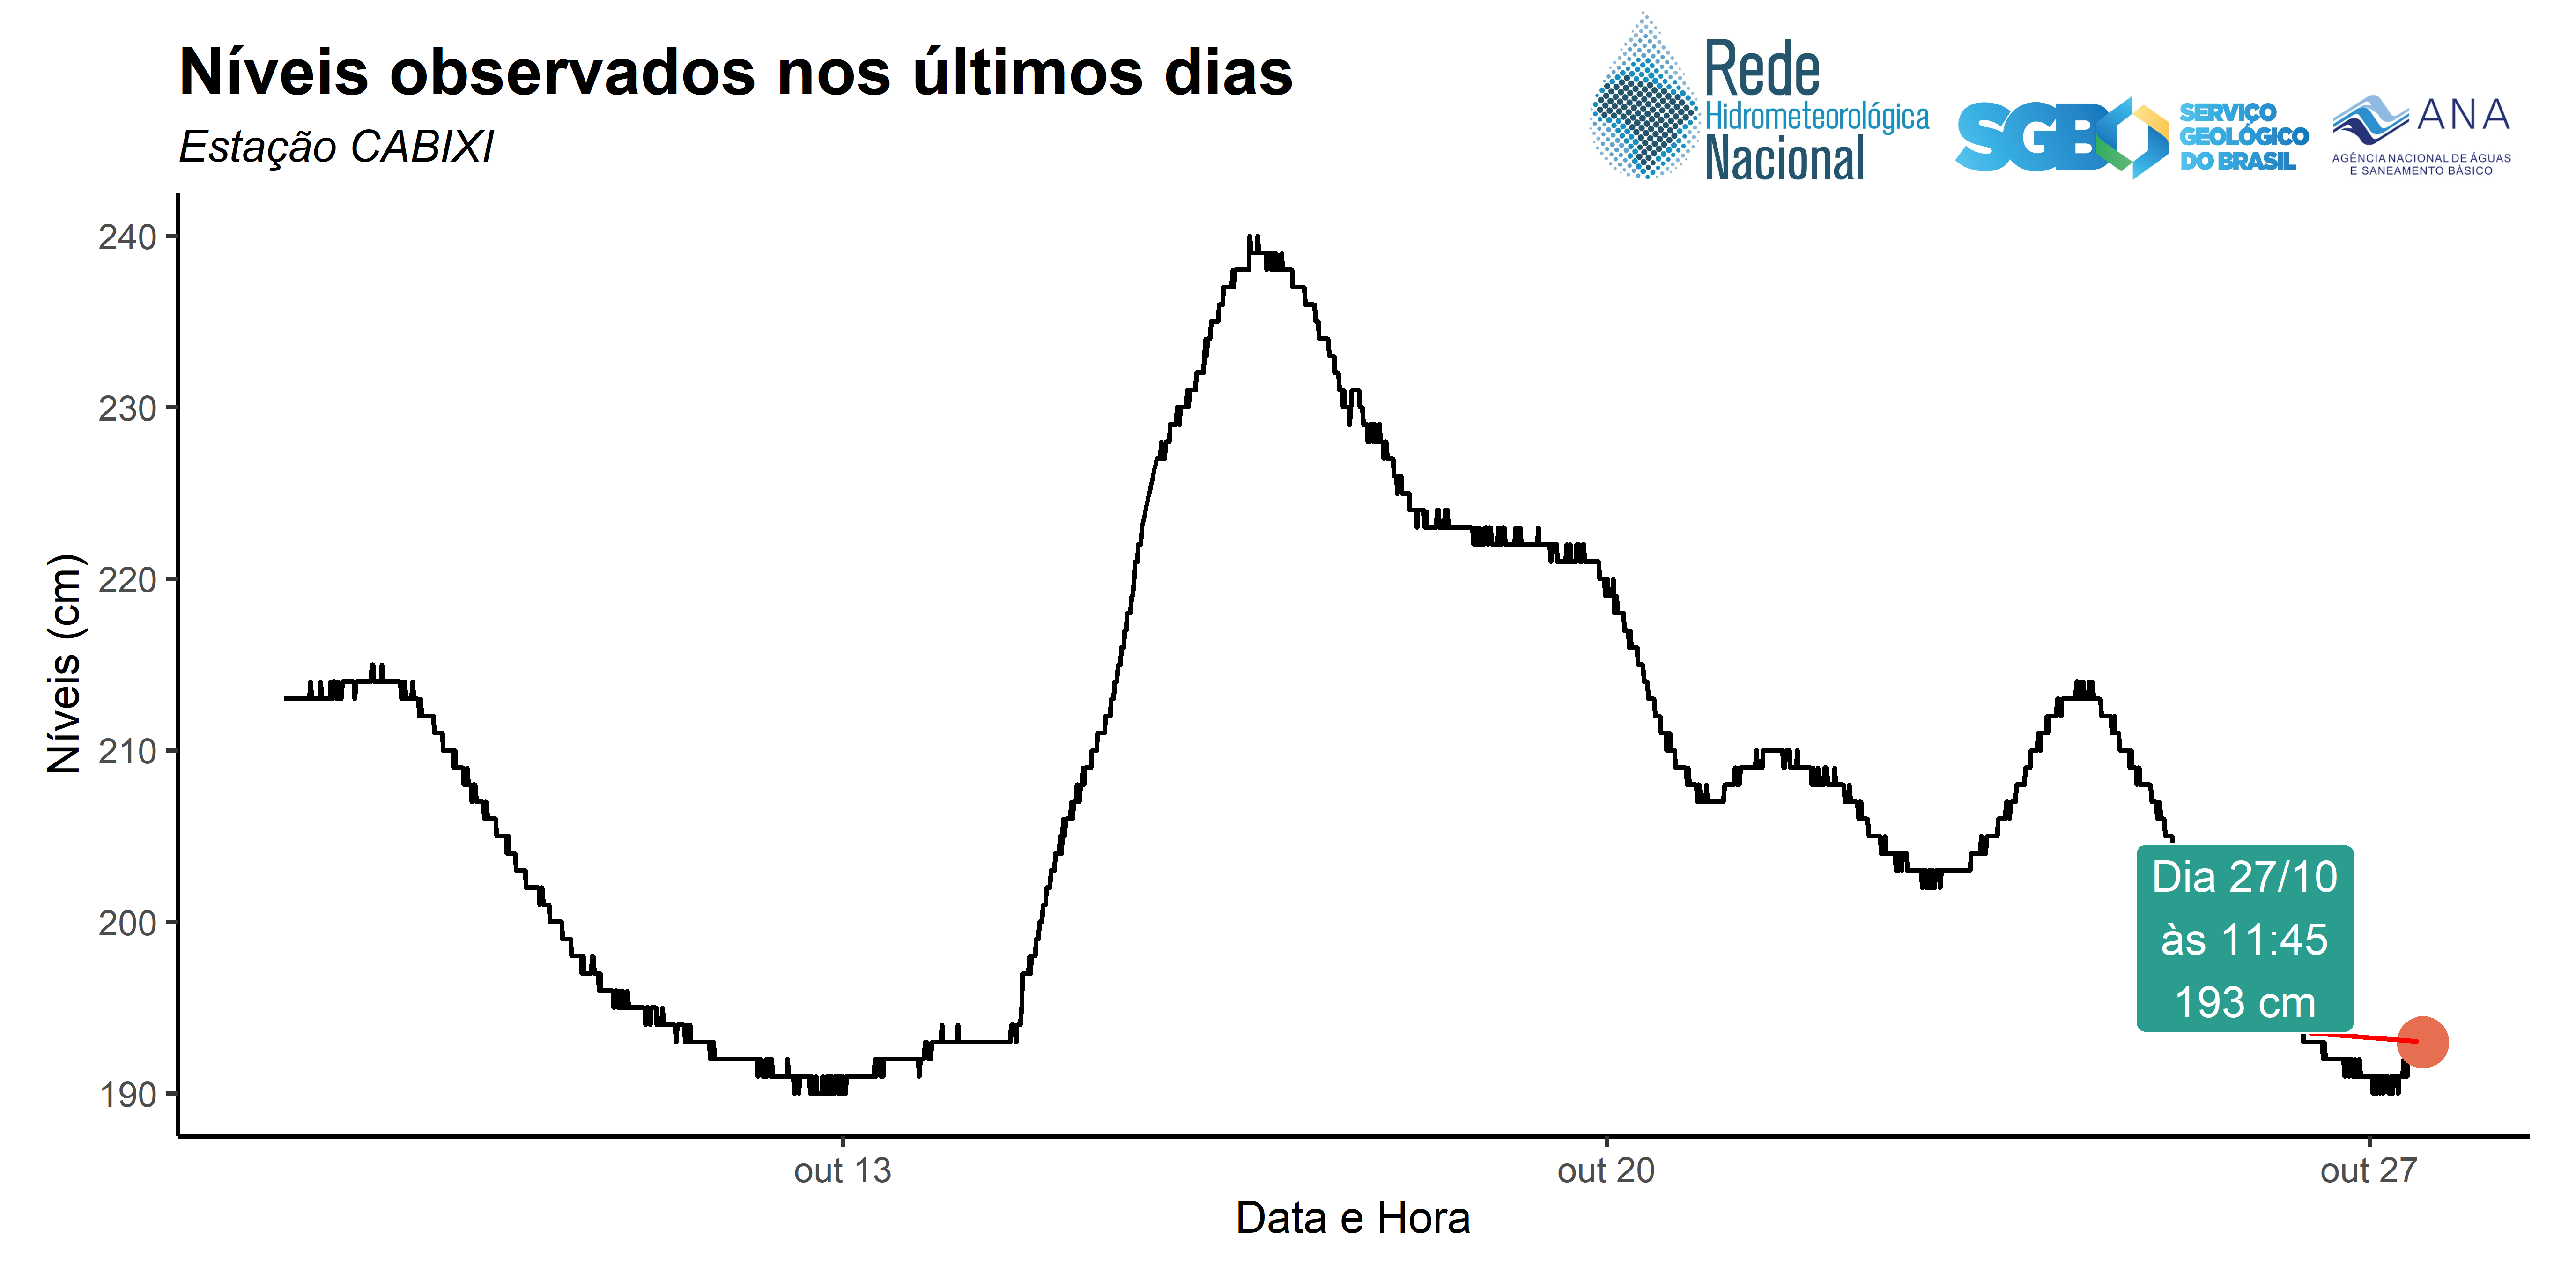 Níveis observados nos últimos dias
Estação CABIXI
Rede
Hidrometeorológica
Nacional
SGB
SERVIÇO
GEOLÓGICO
DO BRASIL
ANA
AGÊNCIA NACIONAL DE ÁGUAS
E SANEAMENTO BÁSICO
Níveis (cm)
240
230
220
210
200
190
Dia 27/10
às 11:45
193 cm
out 13
out 20
out 27
Data e Hora